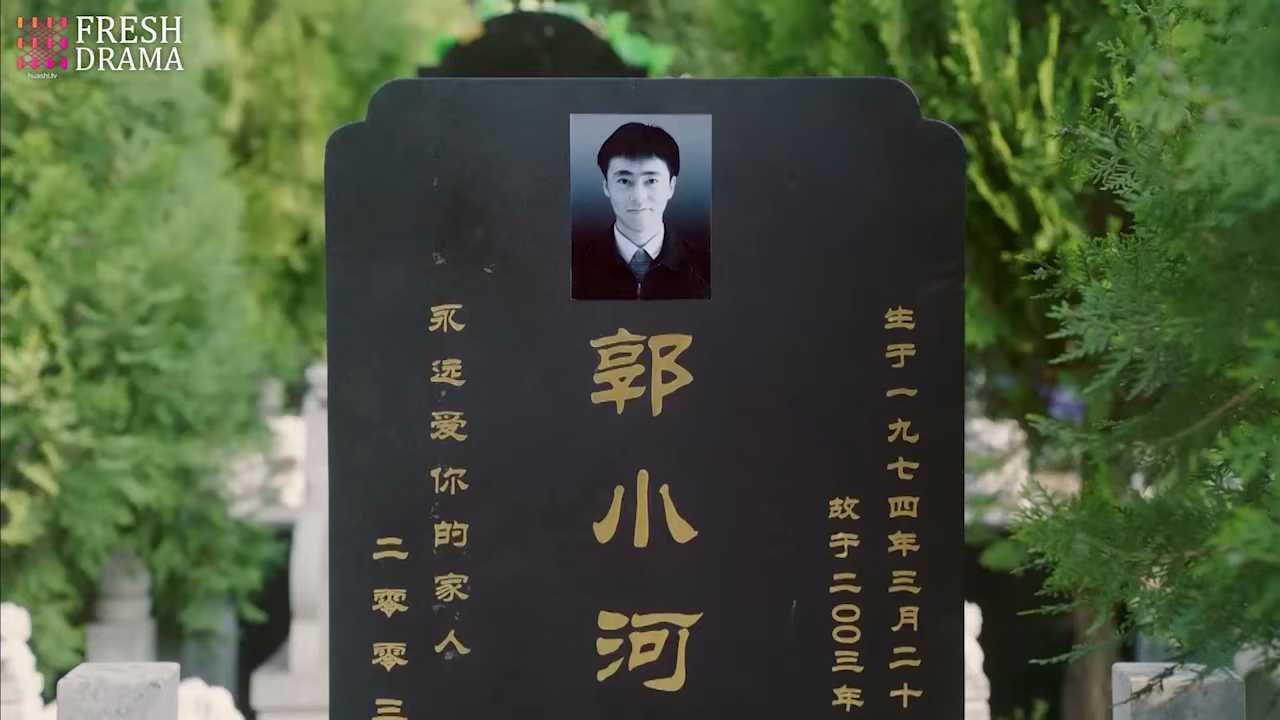 FRESH
DRAMA
huashi.tv
生于一九七四年三月二十
故于二〇〇三年
郭小河
永远爱你的家人
二零零三